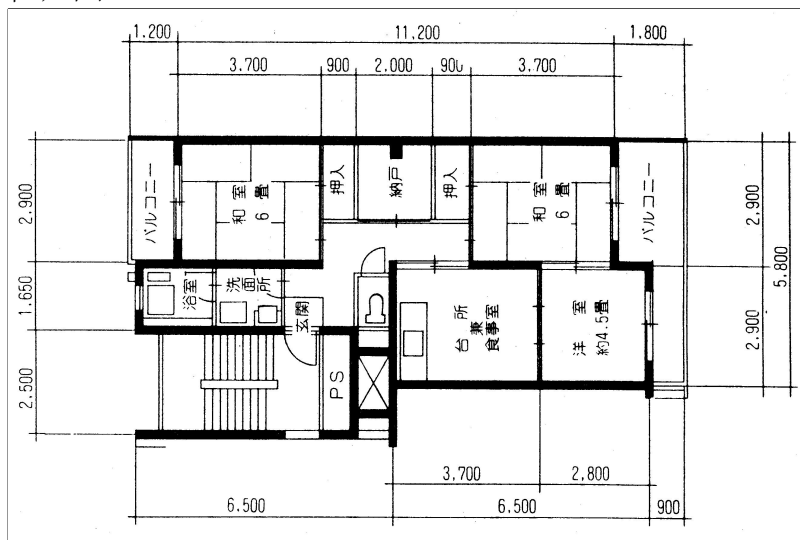 1,200
11,200
1,800
3,700
900
2,000
900
3,700
2,900
1,650
2,500
バルコニー
和室
6畳
押入
納戸
押入
和室
6畳
バルコニー
2,900
2,900
5,800
浴室
洗面所
玄関
台所
兼
食事室
洋室
約4.5畳
PS
3,700
2,800
6,500
6,500
900